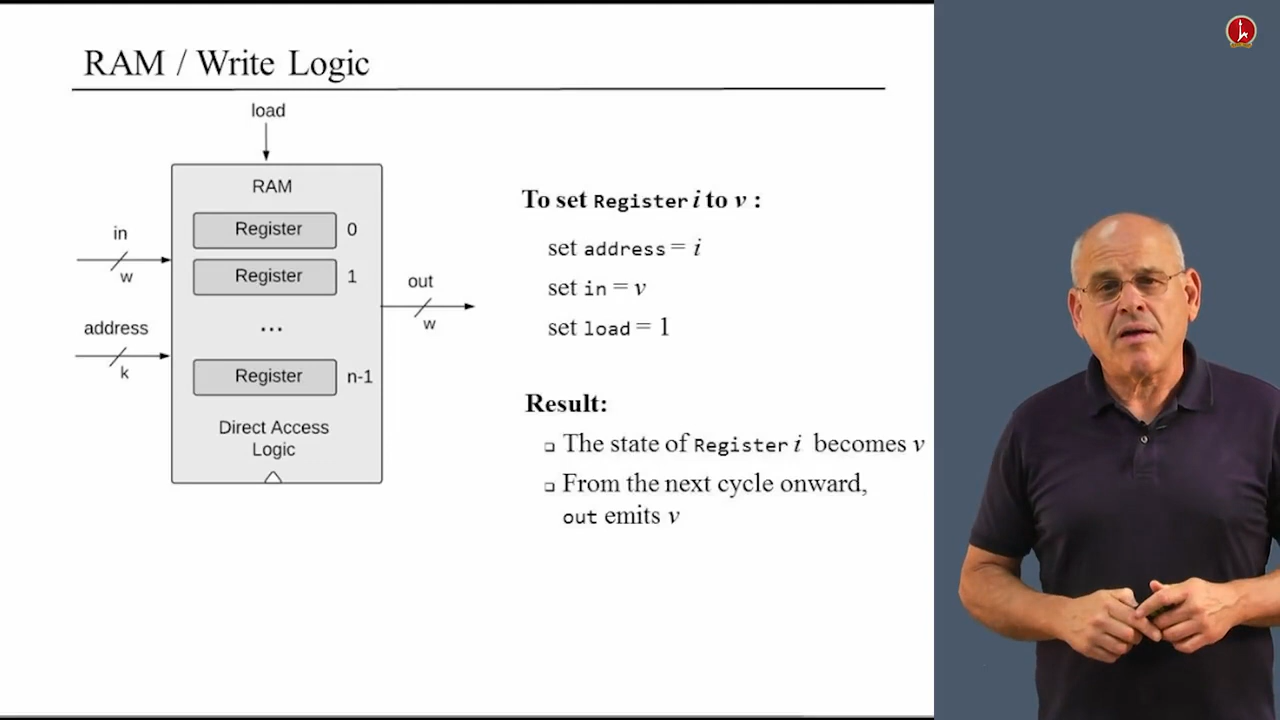 RAM / Write Logic
load
RAM
Register 0
in
w
Register 1
out
w
...
address
k
Register n-1
Direct Access
Logic
To set Register i to v :
set address = i
set in = v
set load = 1
Result:
The state of Register i becomes v
From the next cycle onward,
out emits v